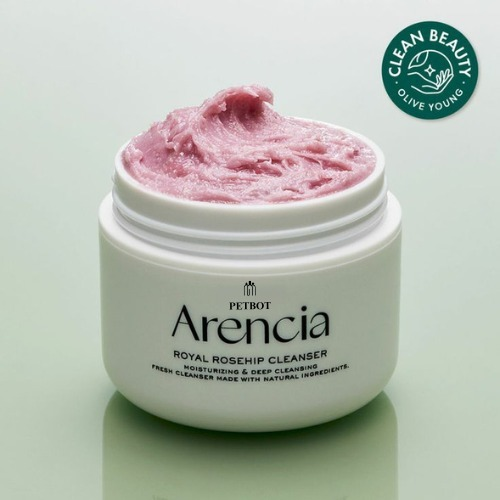 CLEAN BEAUTY
OLIVE YOUNG
PETBOT
Arencia
ROYAL ROSEHIP CLEANSER
MOISTURIZING & DEEP CLEANSING
FRESH CLEANSER MADE WITH NATURAL INGREDIENTS.